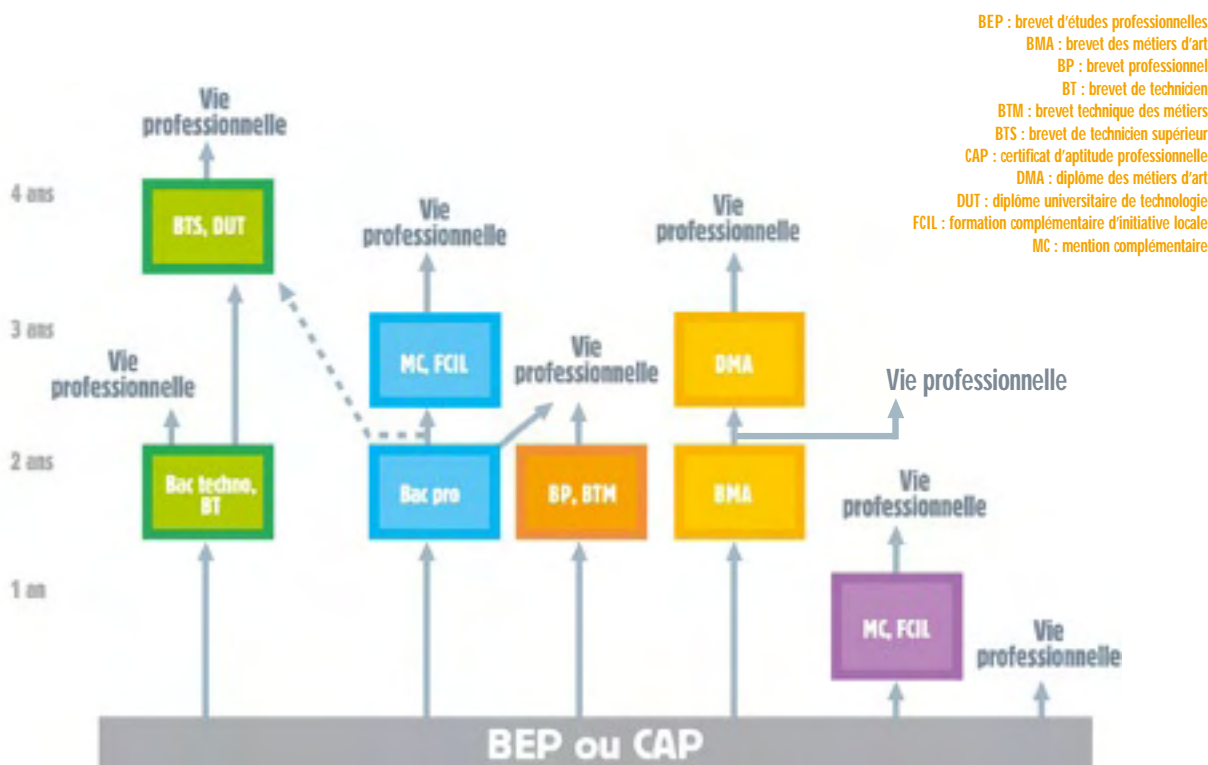 BEP : brevet d'études professionnelles
BMA : brevet des métiers d'art
BP : brevet professionnel
BT : brevet de technicien
BTM : brevet technique des métiers
BTS : brevet de technicien supérieur
CAP : certificat d'aptitude professionnelle
DMA : diplôme des métiers d'art
DUT : diplôme universitaire de technologie
FCIL : formation complémentaire d'initiative locale
MC : mention complémentaire
Vie
professionnelle
4 ans
BTS, DUT
Vie
professionnelle
Vie
professionnelle
3 ans
Vie
professionnelle
MC, FCIL
Vie
professionnelle
DMA
Vie professionnelle
2 ans
Bac techno,
BT
Bac pro
BP, BTM
BMA
Vie
professionnelle
1 an
MC, FCIL
Vie
professionnelle
BEP ou CAP